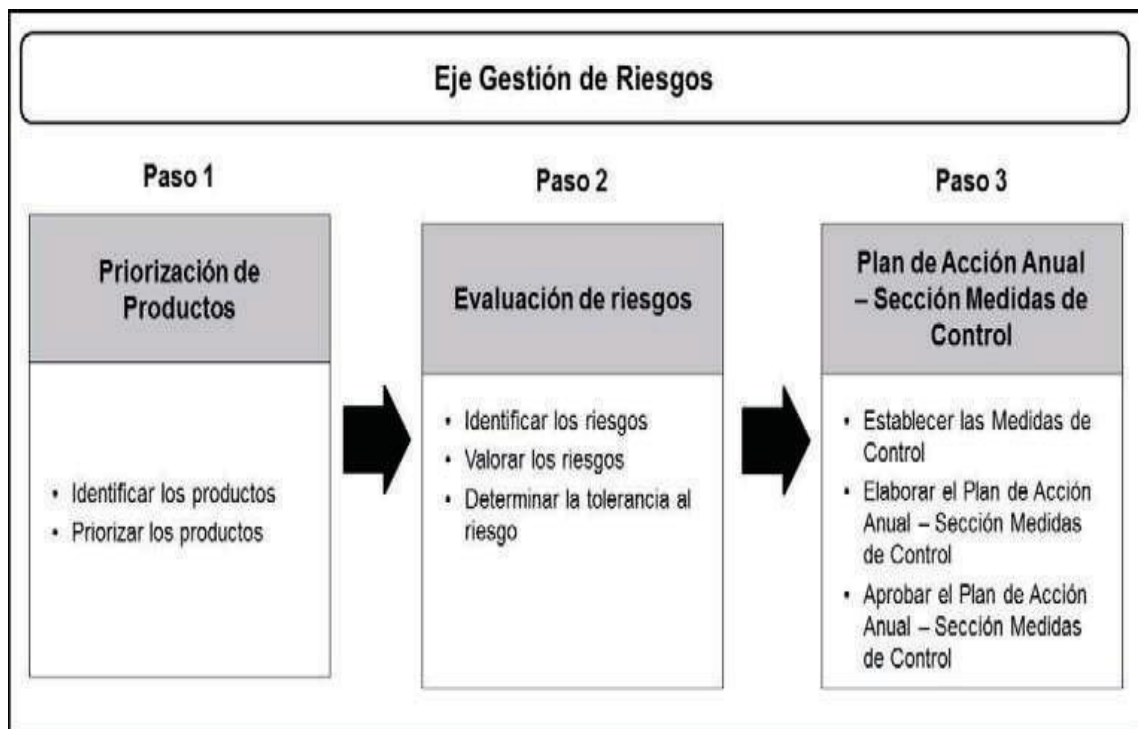 Eje Gestión de Riesgos
Paso 1
Priorización de
Productos
• Identificar los productos
• Priorizar los productos
Paso 2
Evaluación de riesgos
• Identificar los riesgos
• Valorar los riesgos
• Determinar la tolerancia al
riesgo
Paso 3
Plan de Acción Anual
– Sección Medidas de
Control
• Establecer las Medidas de
Control
• Elaborar el Plan de Acción
Anual – Sección Medidas
de Control
• Aprobar el Plan de Acción
Anual – Sección Medidas
de Control